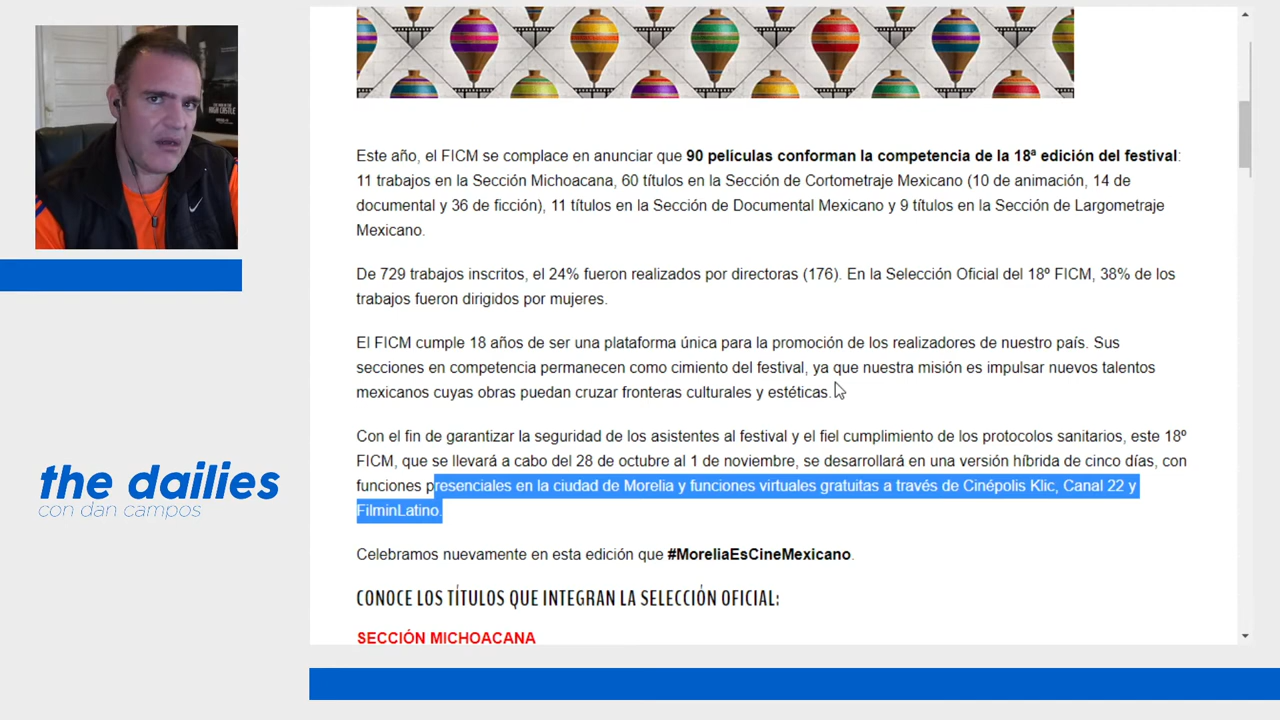 Este año, el FICM se complace en anunciar que 90 películas conforman la competencia de la 18ª edición del festival:
11 trabajos en la Sección Michoacana, 60 títulos en la Sección de Cortometraje Mexicano (10 de animación, 14 de
documental y 36 de ficción), 11 títulos en la Sección de Documental Mexicano y 9 títulos en la Sección de Largometraje
Mexicano.
De 729 trabajos inscritos, el 24% fueron realizados por directoras (176). En la Selección Oficial del 18º FICM, 38% de los
trabajos fueron dirigidos por mujeres.
El FICM cumple 18 años de ser una plataforma única para la promoción de los realizadores de nuestro país. Sus
secciones en competencia permanecen como cimiento del festival, ya que nuestra misión es impulsar nuevos talentos
mexicanos cuyas obras puedan cruzar fronteras culturales y estéticas.
Con el fin de garantizar la seguridad de los asistentes al festival y el fiel cumplimiento de los protocolos sanitarios, este 18º
FICM, que se llevará a cabo del 28 de octubre al 1 de noviembre, se desarrollará en una versión híbrida de cinco días, con
funciones presenciales en la ciudad de Morelia y funciones virtuales gratuitas a través de Cinépolis Klic, Canal 22 y
FilminLatino.
Celebramos nuevamente en esta edición que #MoreliaEsCineMexicano.
CONOCE LOS TÍTULOS QUE INTEGRAN LA SELECCIÓN OFICIAL:
SECCIÓN MICHOACANA
the dailies
con dan campos
HIGH CASTLE